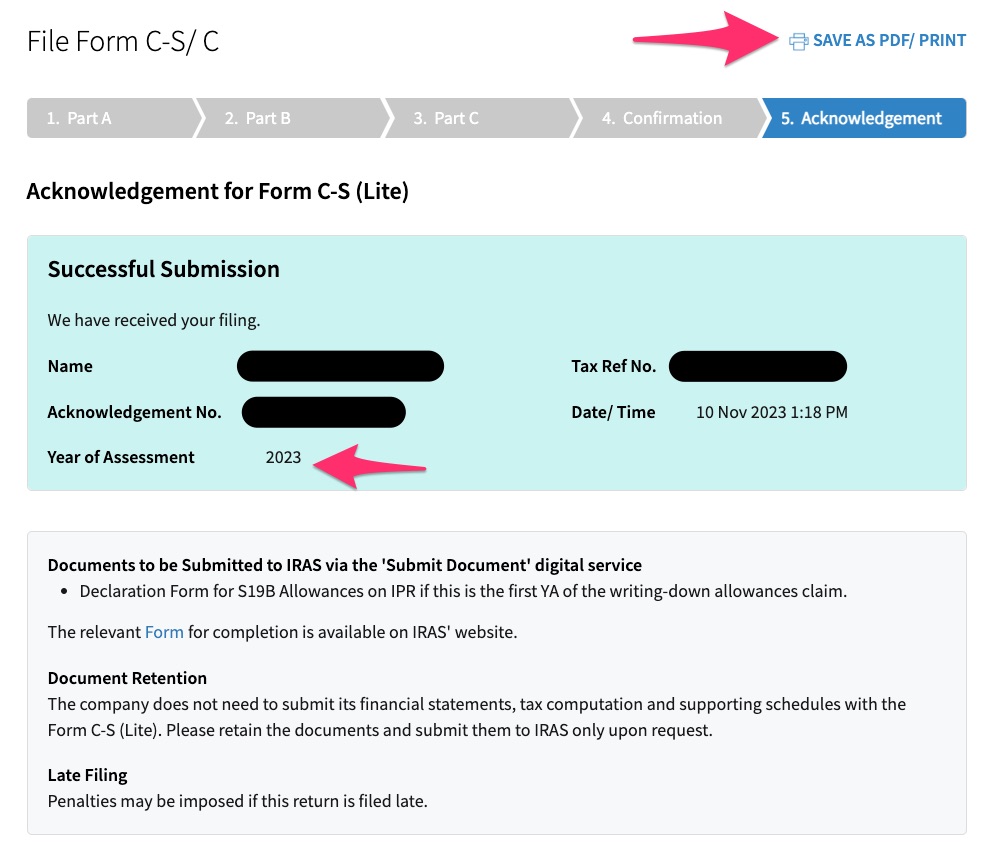 File Form C-S/ C
SAVE AS PDF/ PRINT
1. Part A
2. Part B
3. Part C
4. Confirmation
5. Acknowledgement
Acknowledgement for Form C-S (Lite)
Successful Submission
We have received your filing.
Name
Tax Ref No.
Acknowledgement No.
Date/ Time 10 Nov 2023 1:18 PM
Year of Assessment 2023
Documents to be Submitted to IRAS via the 'Submit Document' digital service
• Declaration Form for S19B Allowances on IPR if this is the first YA of the writing-down allowances claim.
The relevant Form for completion is available on IRAS' website.
Document Retention
The company does not need to submit its financial statements, tax computation and supporting schedules with the
Form C-S (Lite). Please retain the documents and submit them to IRAS only upon request.
Late Filing
Penalties may be imposed if this return is filed late.